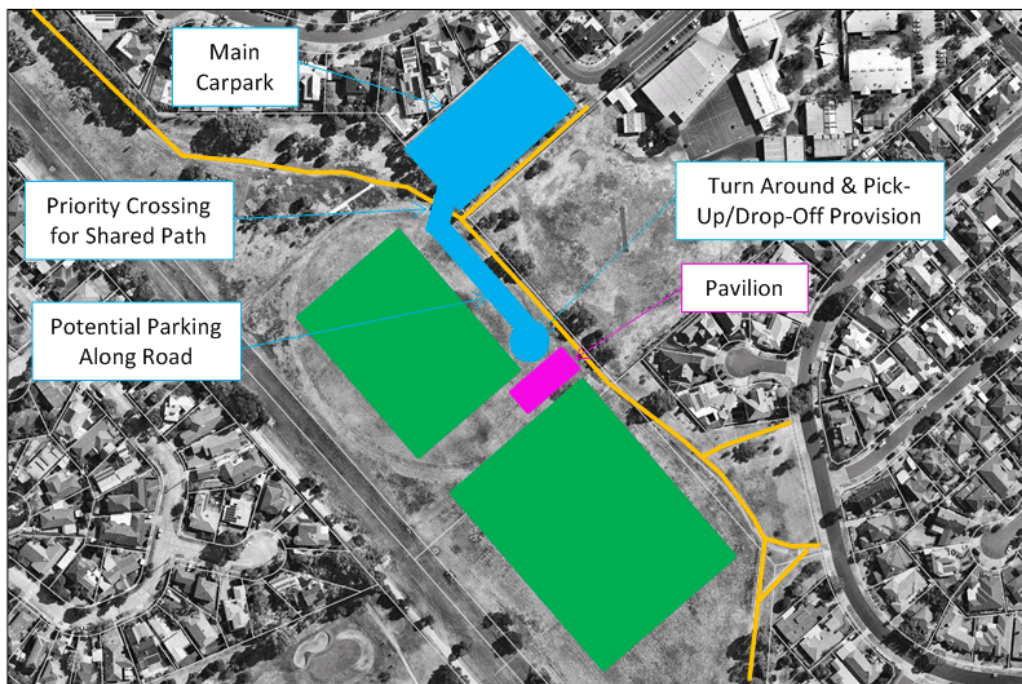 Main
Carpark
Priority Crossing
for Shared Path
Turn Around & Pick-
Up/Drop-Off Provision
Pavilion
Potential Parking
Along Road